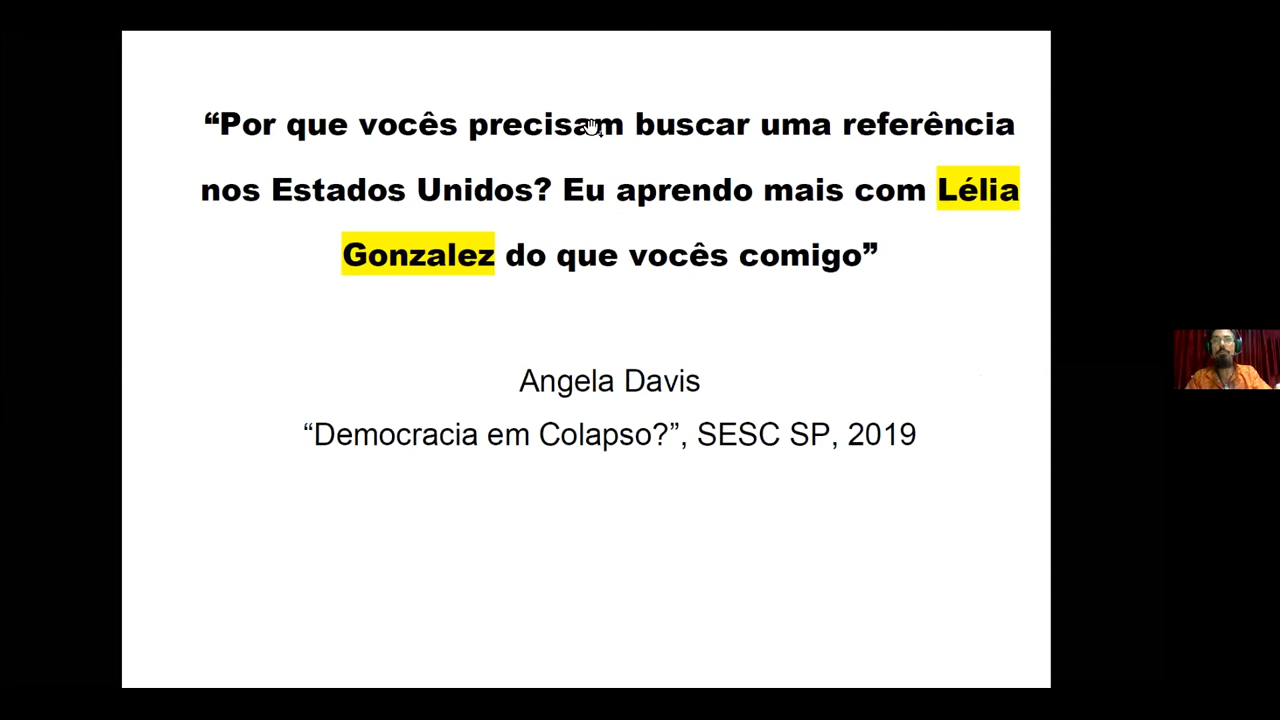 “Por que vocês precisam buscar uma referência
nos Estados Unidos? Eu aprendo mais com Lélia
Gonzalez do que vocês comigo”
Angela Davis
“Democracia em Colapso?”, SESC SP, 2019